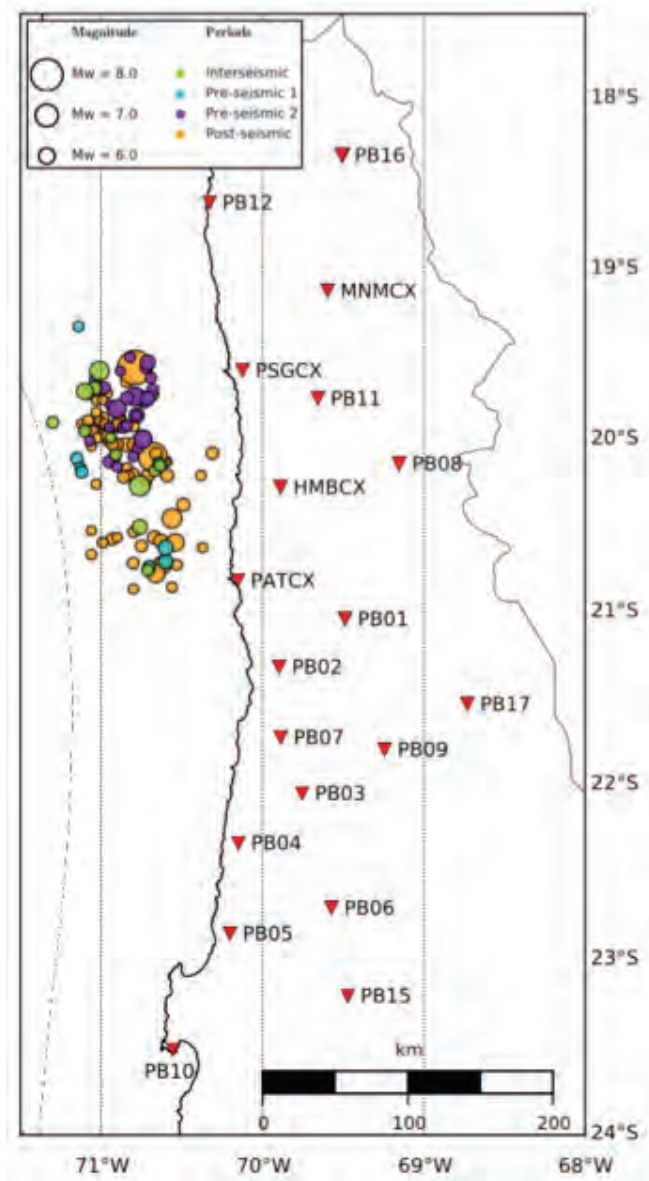 Magnitude Periods
Mw = 8.0
Mw = 7.0
Mw = 6.0
Interseismic
Pre-seismic 1
Pre-seismic 2
Post-seismic
18°S
PB16
PB12
19°S
MNMCX
PSGCX
PB11
20°S
PB08
HMBCX
PATCX
21°S
PB01
PB02
PB17
PB07
PB09
22°S
PB03
PB04
PB06
PB05
23°S
PB15
km
PB10
0 100 200
24°S
71°W 70°W 69°W 68°W